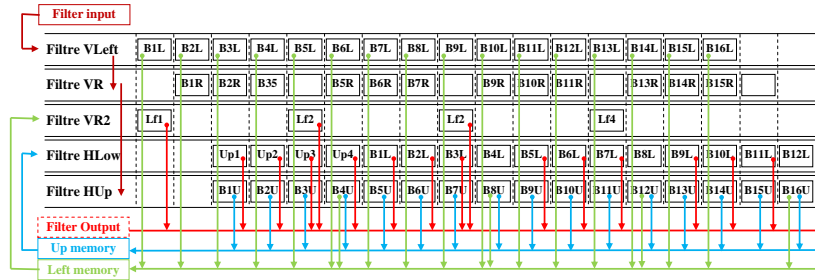 Filter input
Filtre VLeft B1L B2L B3L B4L B5L B6L B7L B8L B9L B10L B11L B12L B13L B14L B15L B16L
Filtre VR B1R B2R B35 B5R B6R B7R B9R B10R B11R B13R B14R B15R
Filtre VR2 Lf1 Lf2 Lf2 Lf4
Filtre HLow Up1 Up2 Up3 Up4 B1L B2L B3L B4L B5L B6L B7L B8L B9L B10L B11L B12L
Filtre HUp B1U B2U B3U B4U B5U B6U B7U B8U B9U B10U B11U B12U B13U B14U B15U B16U
Filter Output
Up memory
Left memory